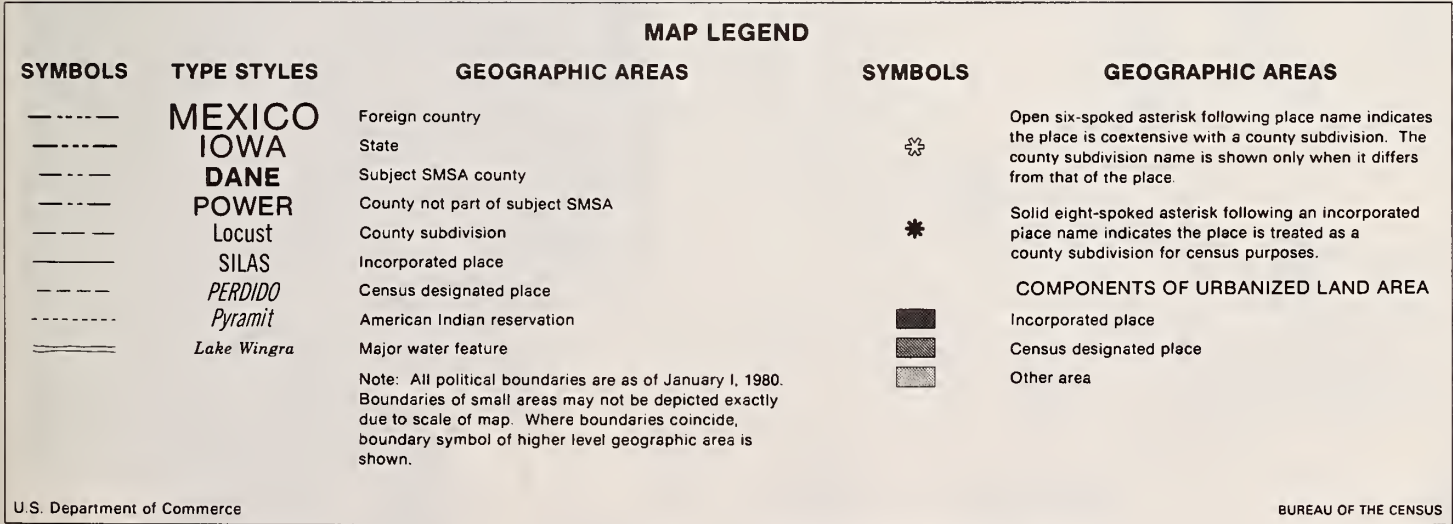 MAP LEGEND
SYMBOLS TYPE STYLES GEOGRAPHIC AREAS
MEXICO Foreign country
IOWA State
DANE Subject SMSA county
POWER County not part of subject SMSA
Locust County subdivision
SILAS Incorporated place
PERDIDO Census designated place
Pyramit American Indian reservation
Lake Wingra Major water feature
Note: All political boundaries are as of January I, 1980.
Boundaries of small areas may not be depicted exactly
due to scale of map. Where boundaries coincide,
boundary symbol of higher level geographic area is
shown.
SYMBOLS GEOGRAPHIC AREAS
Open six-spoked asterisk following place name indicates
the place is coextensive with a county subdivision. The
county subdivision name is shown only when it differs
from that of the place.
Solid eight-spoked asterisk following an incorporated
place name indicates the place is treated as a
county subdivision for census purposes.
COMPONENTS OF URBANIZED LAND AREA
Incorporated place
Census designated place
Other area
U.S. Department of Commerce
BUREAU OF THE CENSUS